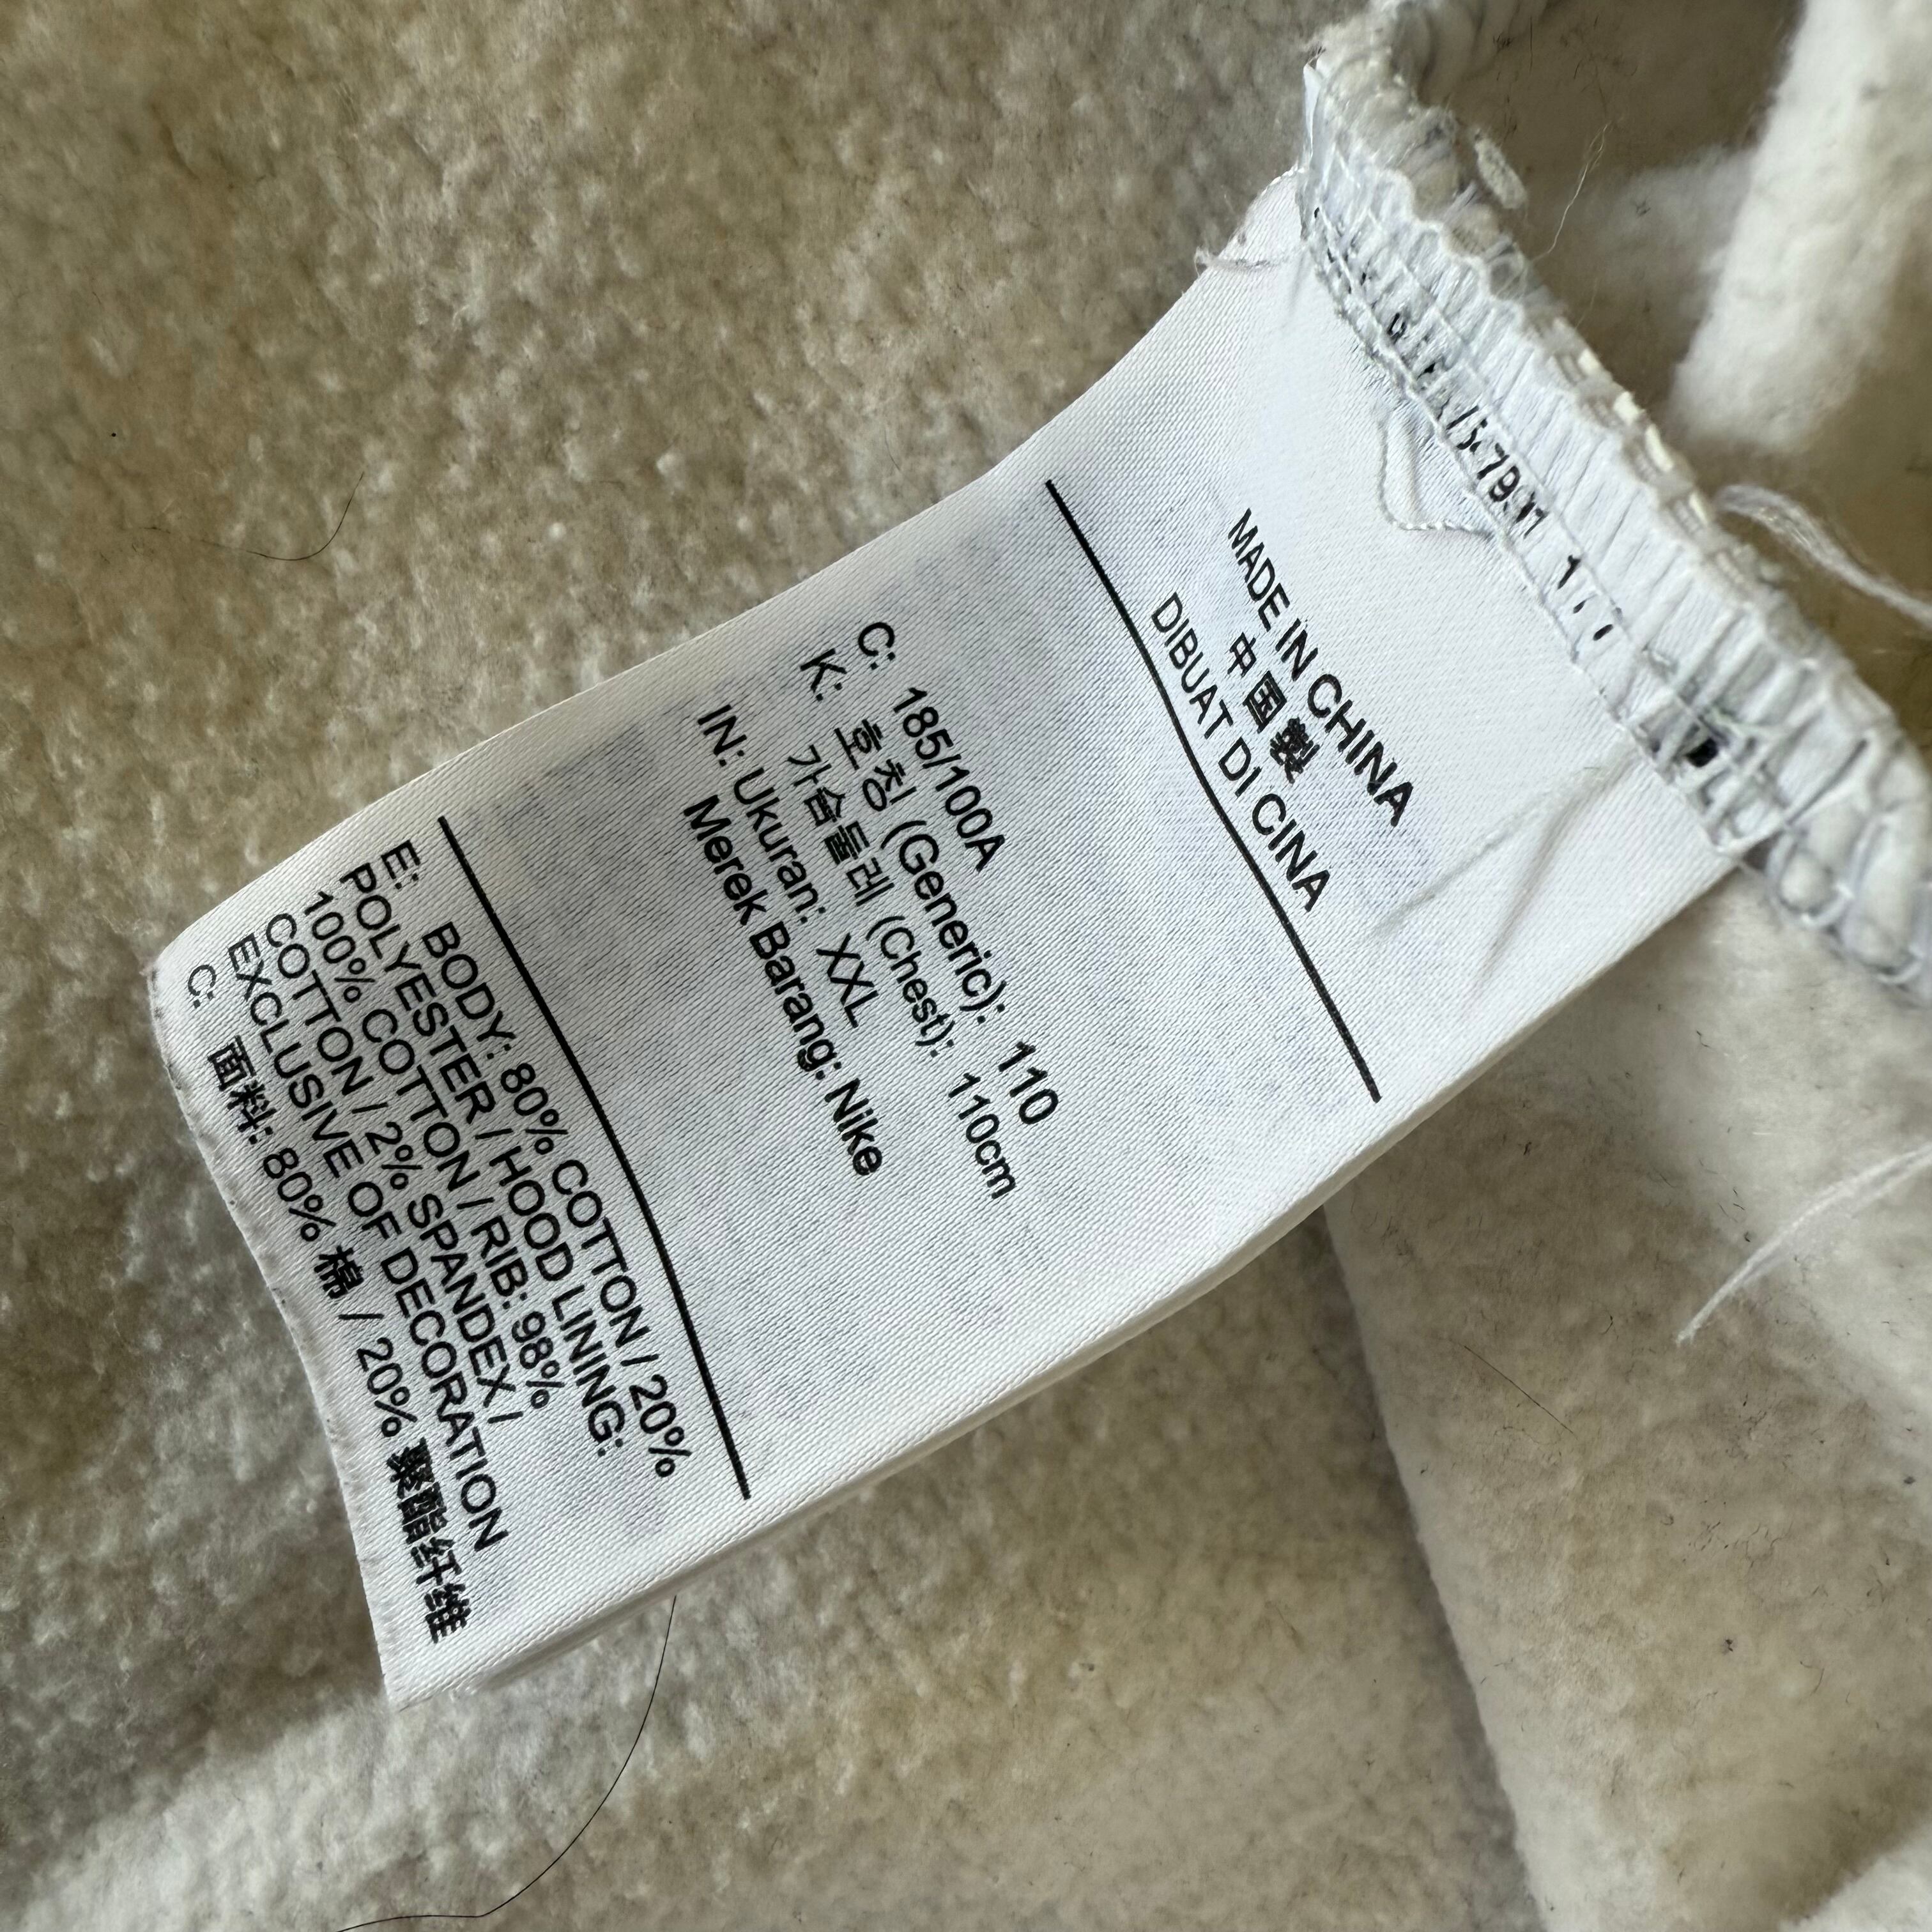 MADE IN CHINA
中国製
DIBUAT DI CINA
C: 185/100A
K: 호칭 (Generic): 110
가슴둘레 (Chest): 110cm
IN: Ukuran: XXL
Merek Barang: Nike
E: BODY: 80% COTTON / 20%
POLYESTER / HOOD LINING:
100% COTTON / RIB: 98%
COTTON / 2% SPANDEX /
EXCLUSIVE OF DECORATION
C: 面料: 80% 棉 / 20% 聚酯纤维